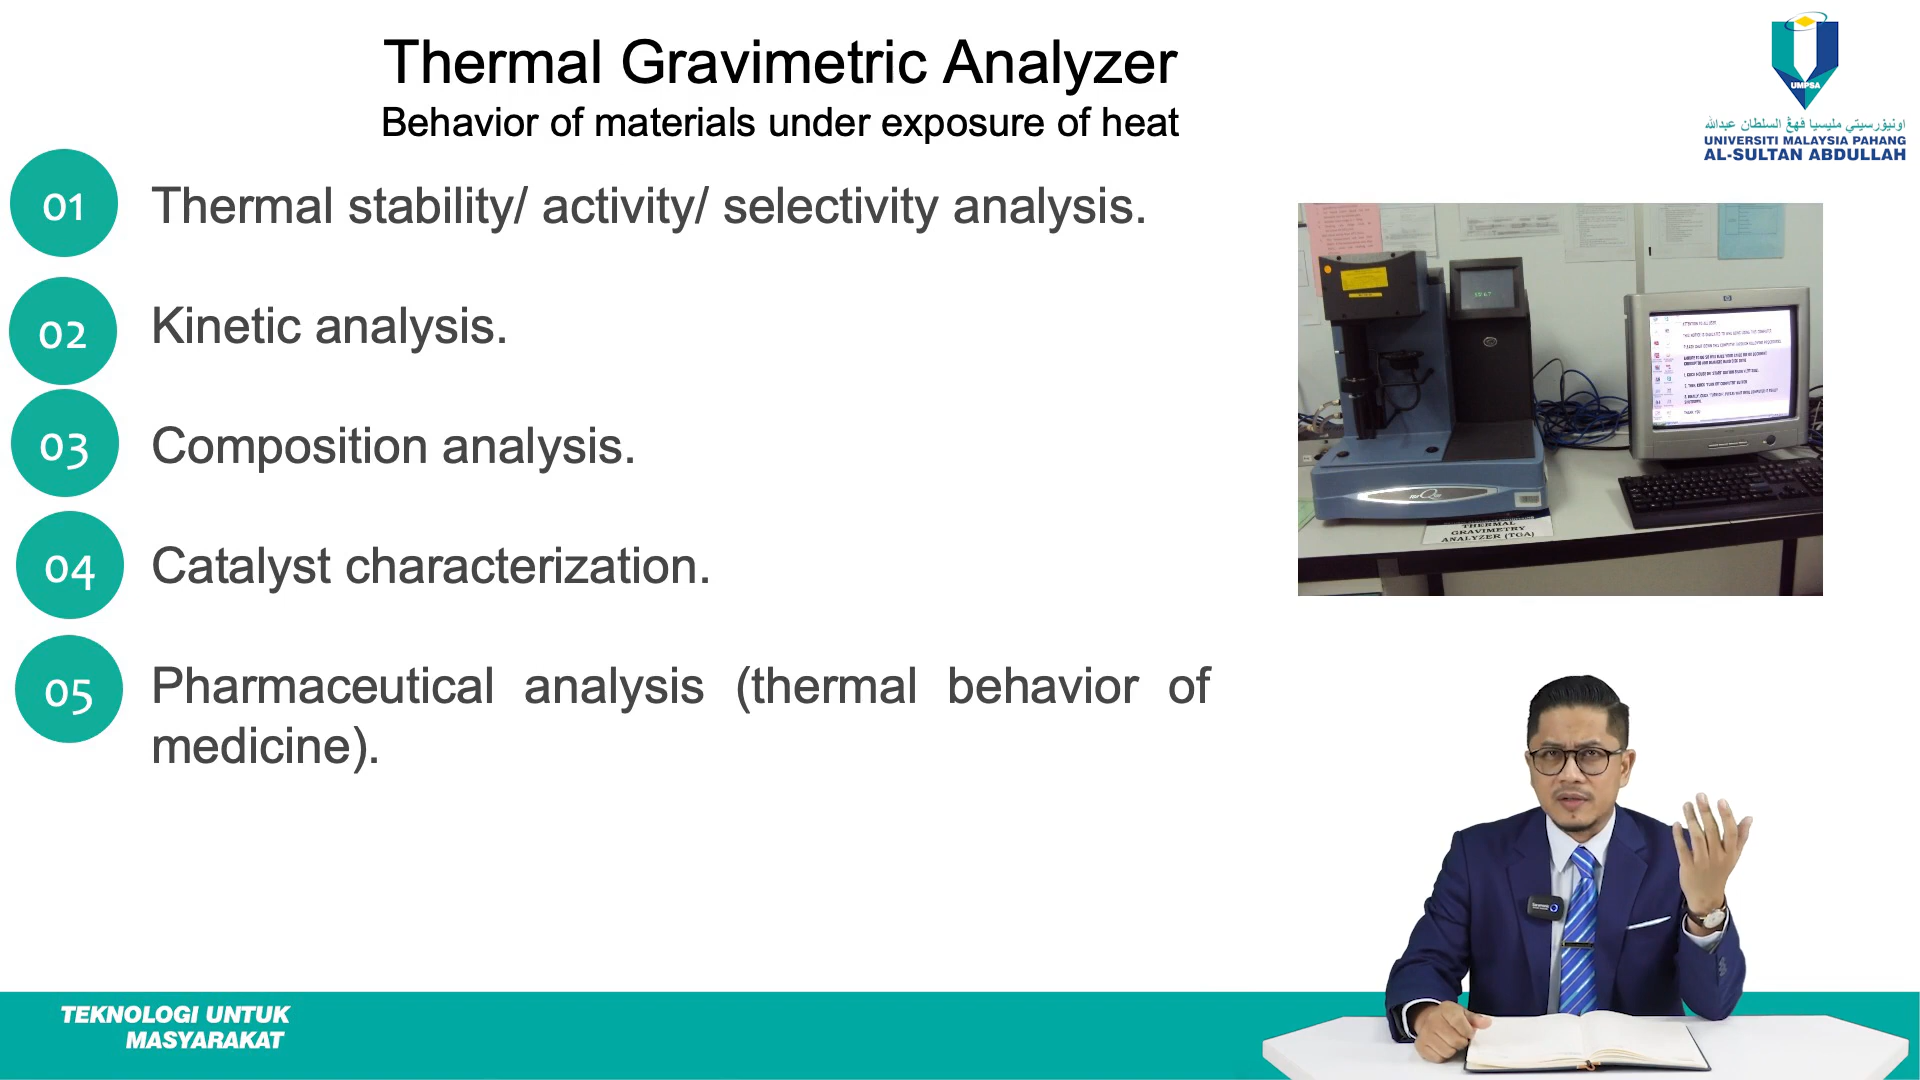 Thermal Gravimetric Analyzer
Behavior of materials under exposure of heat
UMPSA
اونيۏرسيتي مليسيا ڤهڠ السلطان عبدالله
UNIVERSITI MALAYSIA PAHANG
AL-SULTAN ABDULLAH
01
Thermal stability/ activity/ selectivity analysis.
02
Kinetic analysis.
03
Composition analysis.
04
Catalyst characterization.
05
Pharmaceutical analysis (thermal behavior of
medicine).
THERMAL
GRAVIMETRY
ANALYZER (TGA)
TEKNOLOGI UNTUK
MASYARAKAT